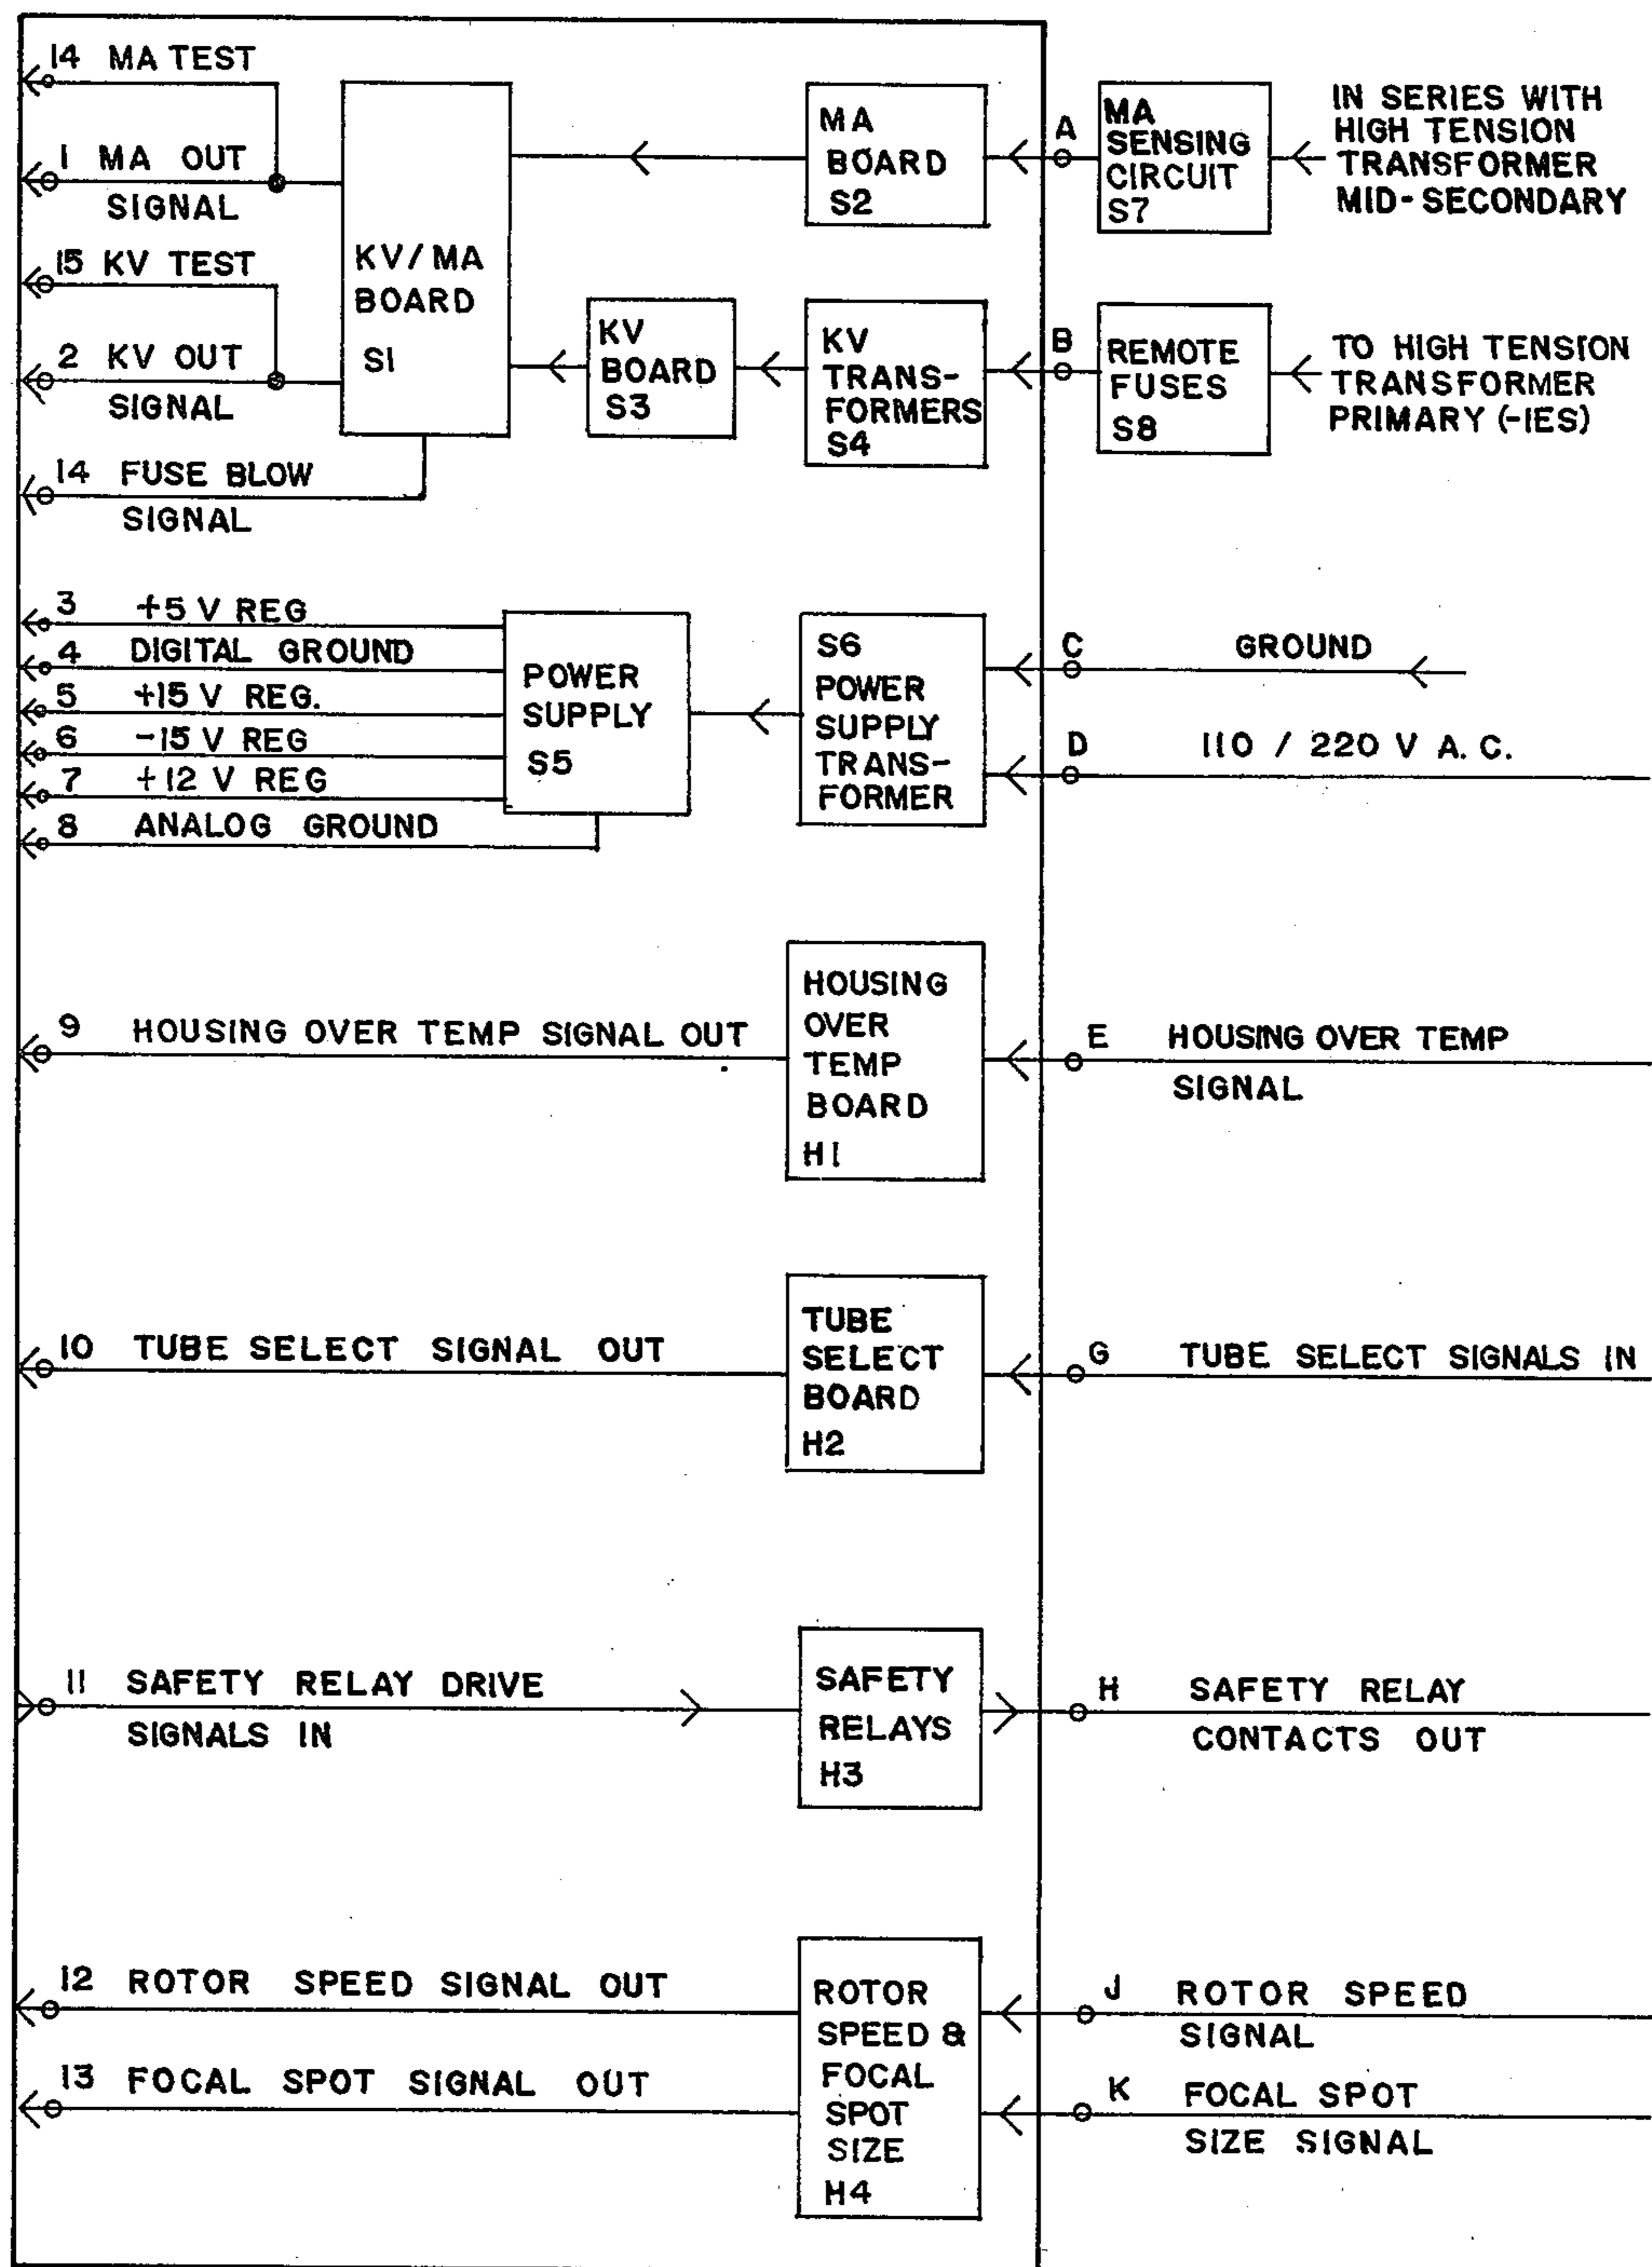 14 MA TEST
1 MA OUT
SIGNAL
15 KV TEST
2 KV OUT
SIGNAL
14 FUSE BLOW
SIGNAL
KV/MA
BOARD
S1
KV
BOARD
S3
MA
BOARD
S2
KV
TRANS-
FORMERS
S4
A
B
MA
SENSING
CIRCUIT
S7
REMOTE
FUSES
S8
IN SERIES WITH
HIGH TENSION
TRANSFORMER
MID-SECONDARY
TO HIGH TENSION
TRANSFORMER
PRIMARY (-IES)
3 +5 V REG
4 DIGITAL GROUND
5 +15 V REG.
6 -15 V REG
7 +12 V REG
8 ANALOG GROUND
POWER
SUPPLY
S5
S6
POWER
SUPPLY
TRANS-
FORMER
C GROUND
D 110 / 220 V A.C.
9 HOUSING OVER TEMP SIGNAL OUT
HOUSING
OVER
TEMP
BOARD
H1
E HOUSING OVER TEMP
SIGNAL
10 TUBE SELECT SIGNAL OUT
TUBE
SELECT
BOARD
H2
G TUBE SELECT SIGNALS IN
11 SAFETY RELAY DRIVE
SIGNALS IN
SAFETY
RELAYS
H3
H SAFETY RELAY
CONTACTS OUT
12 ROTOR SPEED SIGNAL OUT
13 FOCAL SPOT SIGNAL OUT
ROTOR
SPEED &
FOCAL
SPOT
SIZE
H4
J ROTOR SPEED
SIGNAL
K FOCAL SPOT
SIZE SIGNAL